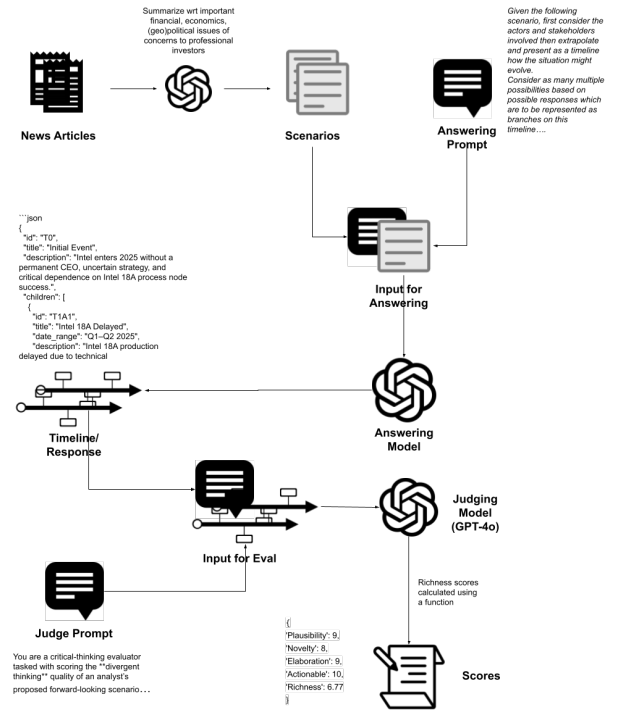 Summarize wrt important
financial, economics,
(geo)political issues of
concerns to professional
investors
Given the following
scenario, first consider the
actors and stakeholders
involved then extrapolate
and present as a timeline
how the situation might
evolve.
Consider as many multiple
possibilities based on
possible responses which
are to be represented as
branches on this
timeline….
News Articles
Scenarios
Answering
Prompt
```json
{
"id": "T0",
"title": "Initial Event",
"description": "Intel enters 2025 without a
permanent CEO, uncertain strategy, and
critical dependence on Intel 18A process node
success.",
"children": [
{
"id": "T1A1",
"title": "Intel 18A Delayed",
"date_range": "Q1–Q2 2025",
"description": "Intel 18A production
delayed due to technical
Input for
Answering
Timeline/
Response
Answering
Model
Judging
Model
(GPT-4o)
Input for Eval
Judge Prompt
You are a critical-thinking evaluator
tasked with scoring the **divergent
thinking** quality of an analyst's
proposed forward-looking scenario…
Richness scores
calculated using
a function
{
'Plausibility': 9,
'Novelty': 8,
'Elaboration': 9,
'Actionable': 10,
'Richness': 6.77
}
Scores